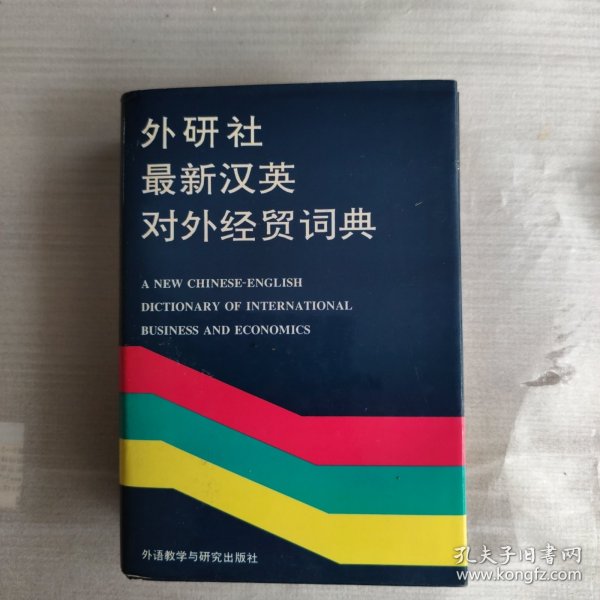 外研社
最新汉英
对外经贸词典
A NEW CHINESE-ENGLISH
DICTIONARY OF INTERNATIONAL
BUSINESS AND ECONOMICS
外语教学与研究出版社
孔夫子旧书网
www.kongfz.com